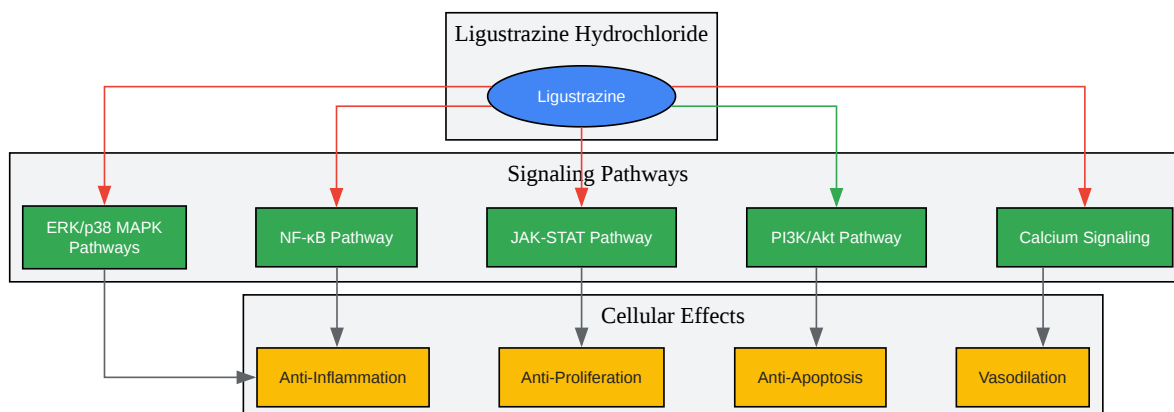 Ligustrazine Hydrochloride
Ligustrazine
Signaling Pathways
ERK/p38 MAPK
Pathways
NF-κB Pathway
JAK-STAT Pathway
PI3K/Akt Pathway
Calcium Signaling
Cellular Effects
Anti-Inflammation
Anti-Proliferation
Anti-Apoptosis
Vasodilation